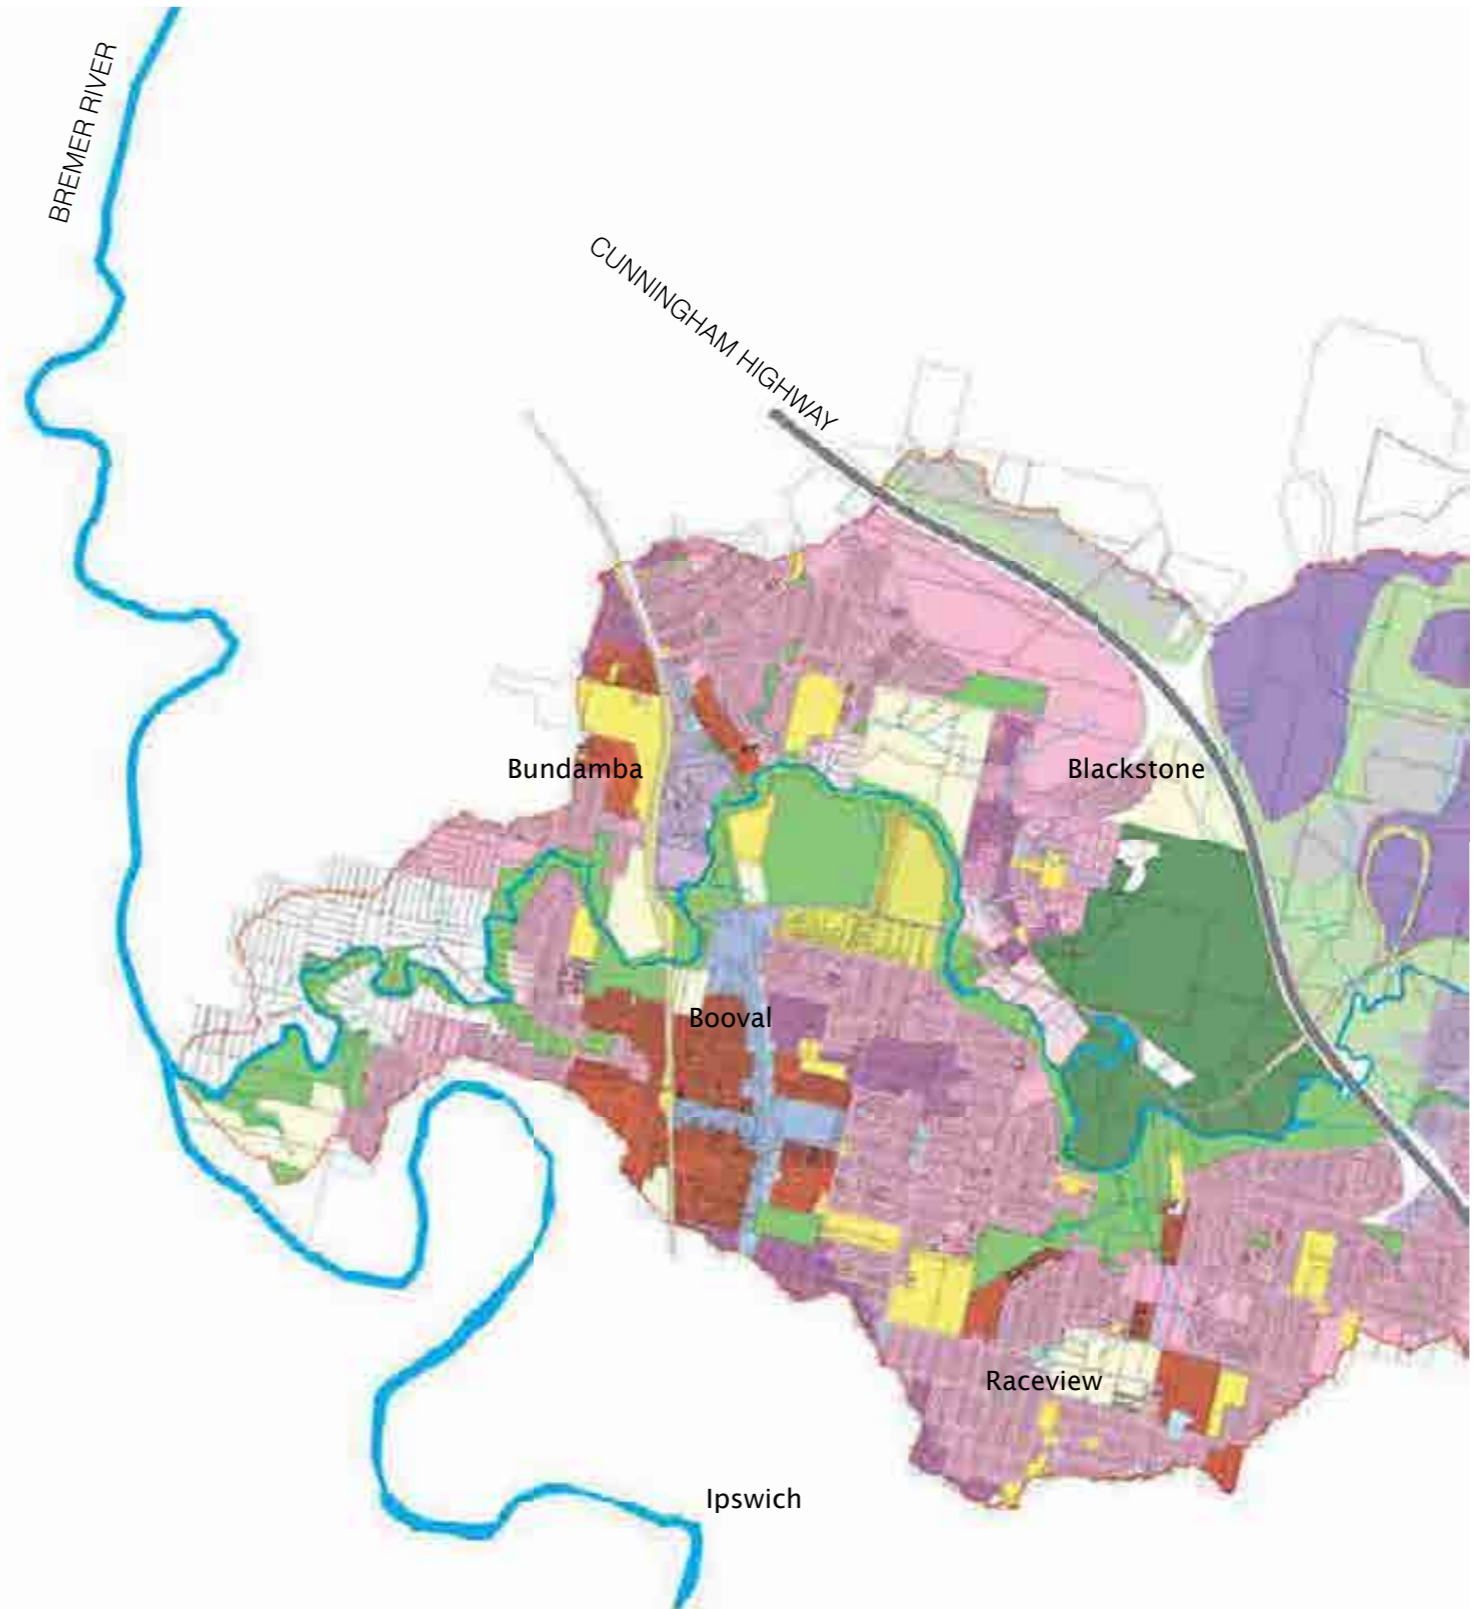 BREMER RIVER
CUNNINGHAM HIGHWAY
Bundamba
Blackstone
Booval
Raceview
Ipswich